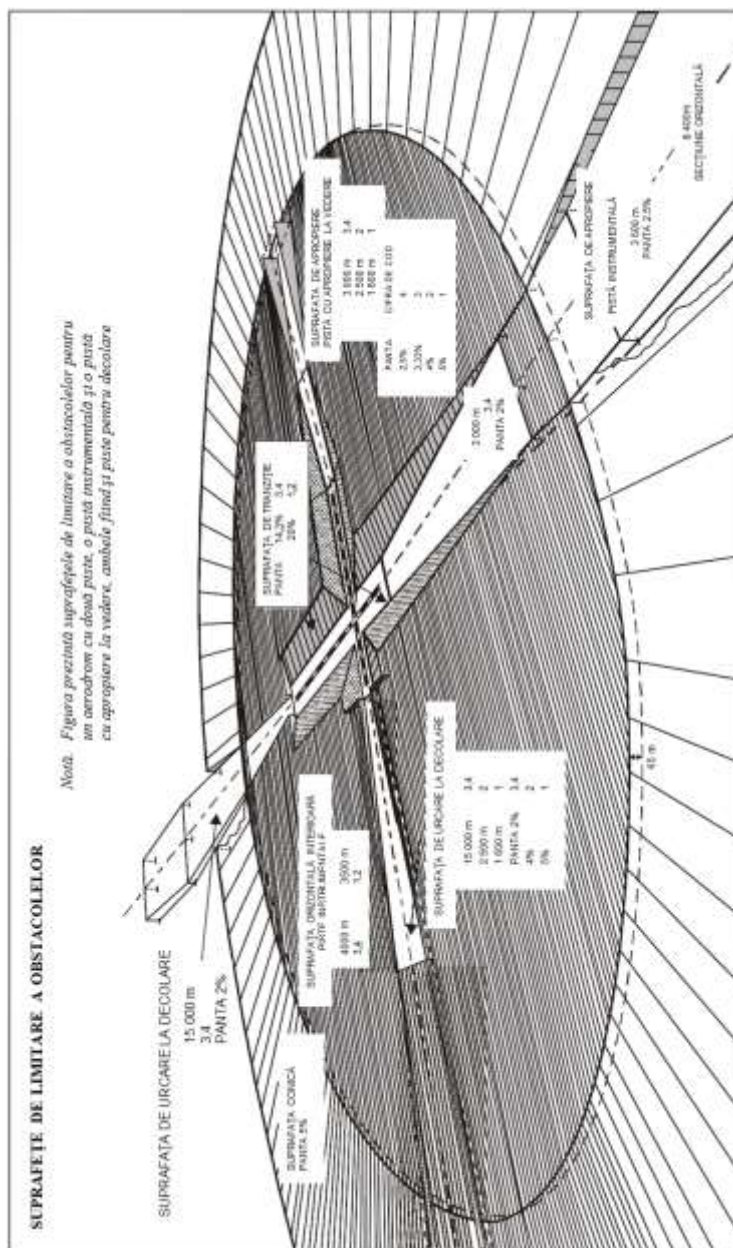 SUPRAFEȚE DE LIMITARE A OBSTACOLELOR
Notă. Figura prezintă suprafețele de limitare a obstacolelor pentru
un aerodrom cu două piste, o pistă instrumentală și o pistă
cu apropiere la vedere, ambele fiind și piste pentru decolare
SUPRAFAȚA DE URCARE LA DECOLARE
15 000 m
3.4
PANTA 2%
SUPRAFAȚA CONICĂ
PANTA 5%
SUPRAFAȚA ORIZONTALĂ INTERIOARĂ
4000 m 3500 m
3,4 1,2
SUPRAFAȚA DE TRANZIȚIE
PANTA 14,3% 3.4
20% 1,2
SUPRAFAȚA DE APROPIERE
PISTĂ CU APROPIERE LA VEDERE
3 000 m 3.4
2 500 m 2
1 600 m 1
PANTA CIFRA DE COD
2,5% 4
3,33% 3
4% 2
5% 1
SUPRAFAȚA DE URCARE LA DECOLARE
15 000 m 3.4
2 500 m 2
1 600 m 1
PANTA 2% 3.4
4% 2
5% 1
3 000 m
3.4
PANTA 2%
SUPRAFAȚA DE APROPIERE
PISTĂ INSTRUMENTALĂ
3 600 m
PANTA 2.5%
8 400m
SECȚIUNE ORIZONTALĂ
45 m